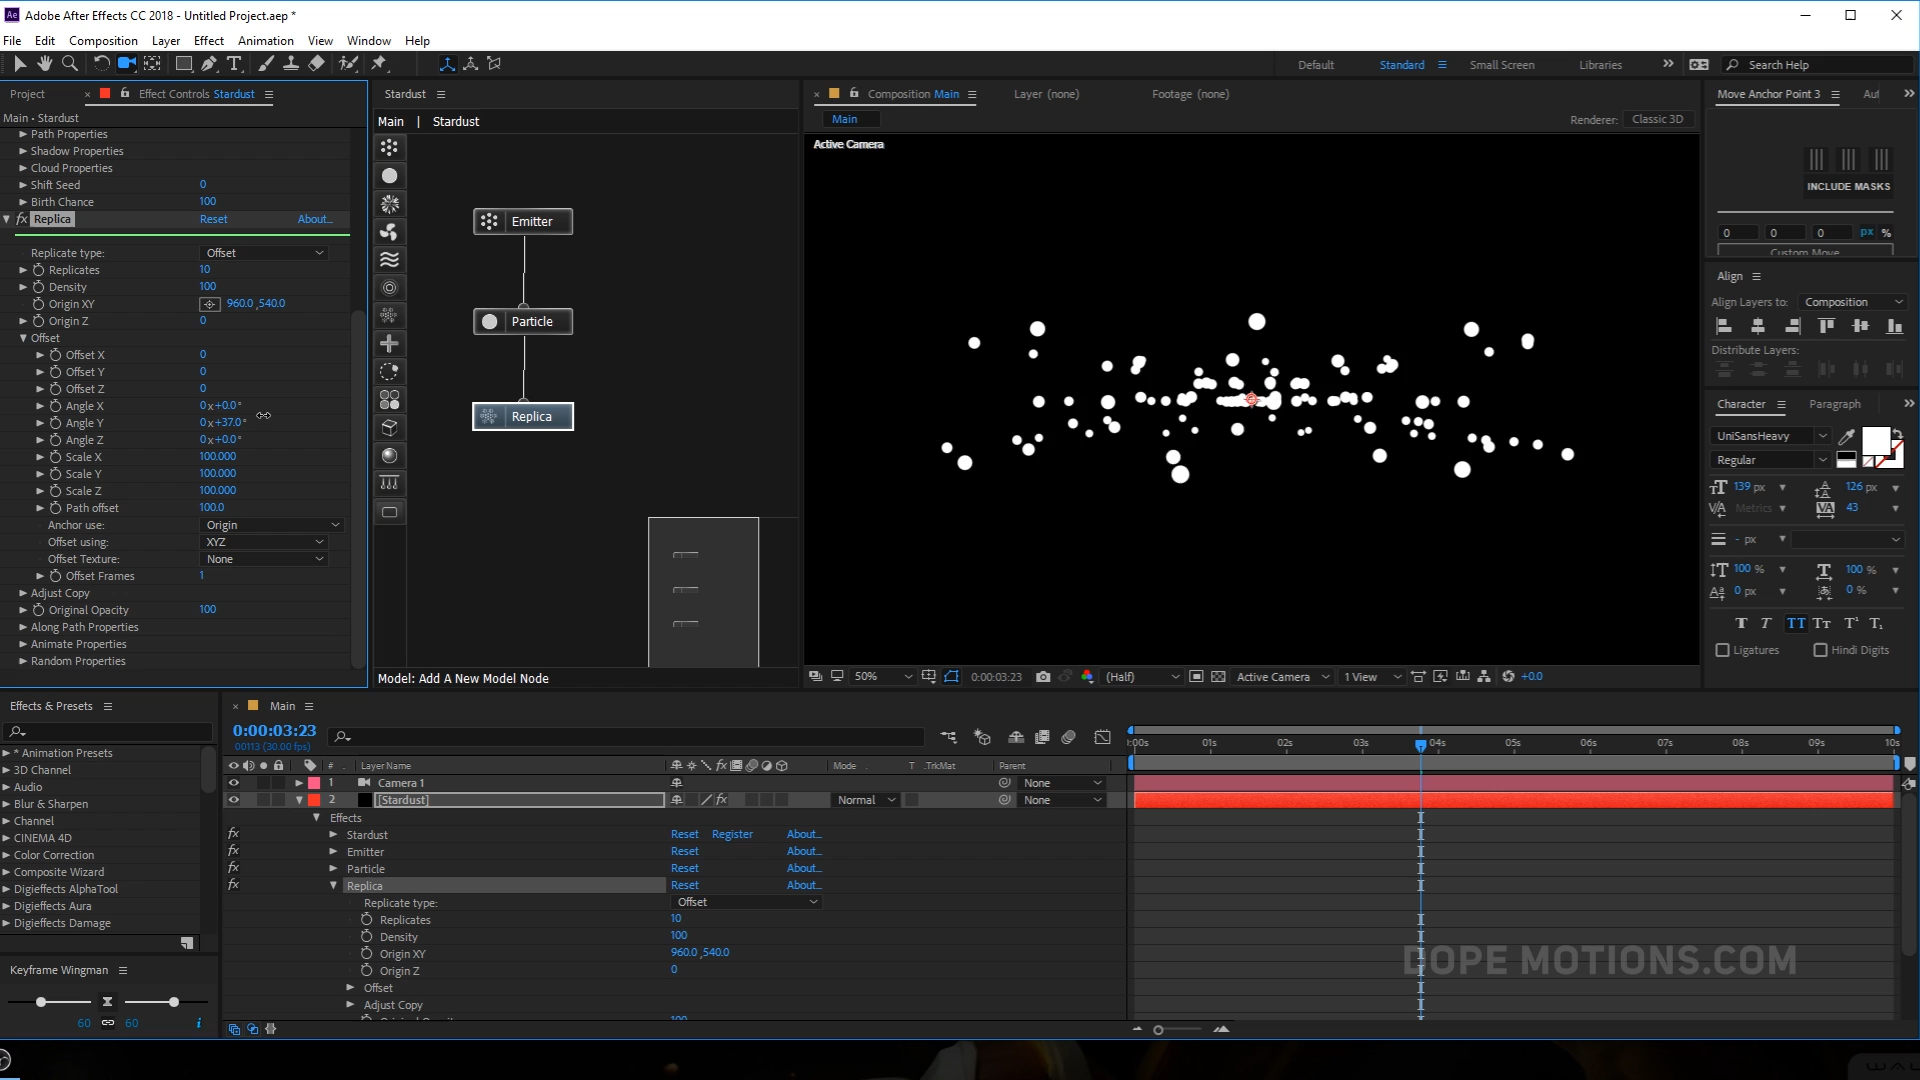 Adobe After Effects CC 2018 - Untitled Project.aep *
File Edit Composition Layer Effect Animation View Window Help
Default Standard Small Screen Libraries Search Help
Project Effect Controls Stardust
Main • Stardust
Path Properties
Shadow Properties
Cloud Properties
Shift Seed 0
Birth Chance 100
fx Replica Reset About...
Replicate type: Offset
Replicates 10
Density 100
Origin XY 960.0 ,540.0
Origin Z 0
Offset
Offset X 0
Offset Y 0
Offset Z 0
Angle X 0x+0.0°
Angle Y 0x+37.0°
Angle Z 0x+0.0°
Scale X 100.000
Scale Y 100.000
Scale Z 100.000
Path offset 100.0
Anchor use: Origin
Offset using: XYZ
Offset Texture: None
Offset Frames 1
Adjust Copy
Original Opacity 100
Along Path Properties
Animate Properties
Random Properties
Stardust
Main | Stardust
Emitter
Particle
Replica
Model: Add A New Model Node
Composition Main Layer (none) Footage (none)
Main Renderer: Classic 3D
Active Camera
50% 0:00:03:23 (Half) Active Camera 1 View +0.0
Move Anchor Point 3 Aut
INCLUDE MASKS
0 0 0 px %
Custom Move
Align
Align Layers to: Composition
Distribute Layers:
Character Paragraph
UniSansHeavy
Regular
139 px 126 px
Metrics 43
- px
100 % 100 %
0 px 0 %
Ligatures Hindi Digits
Effects & Presets
* Animation Presets
3D Channel
Audio
Blur & Sharpen
Channel
CINEMA 4D
Color Correction
Composite Wizard
Digieffects AlphaTool
Digieffects Aura
Digieffects Damage
Keyframe Wingman
60 60 i
Main
0:00:03:23
00113 (30.00 fps)
# Layer Name Mode T .TrkMat Parent
1 Camera 1 None
2 [Stardust] Normal None
Effects
fx Stardust Reset Register About...
fx Emitter Reset About...
fx Particle Reset About...
fx Replica Reset About...
Replicate type: Offset
Replicates 10
Density 100
Origin XY 960.0 ,540.0
Origin Z 0
Offset
Adjust Copy
:00s 01s 02s 03s 04s 05s 06s 07s 08s 09s 10s
DOPE MOTIONS.COM